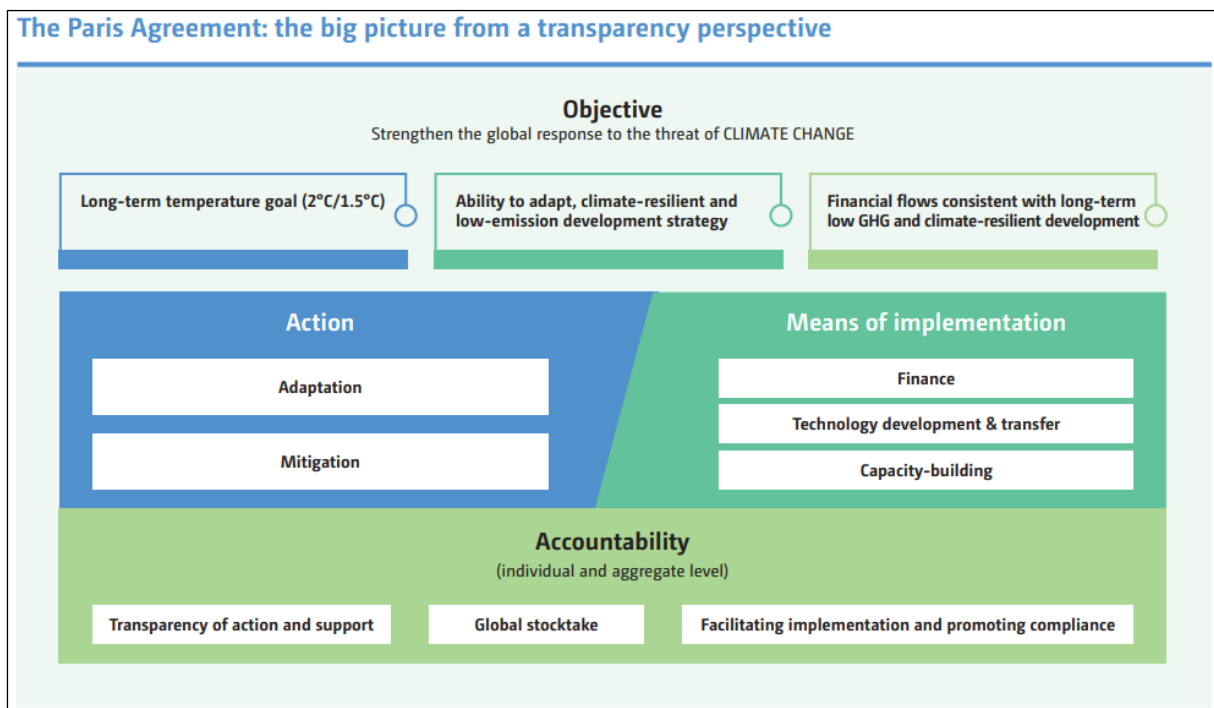 The Paris Agreement: the big picture from a transparency perspective
Objective
Strengthen the global response to the threat of CLIMATE CHANGE
Long-term temperature goal (2°C/1.5°C)
Ability to adapt, climate-resilient and
low-emission development strategy
Financial flows consistent with long-term
low GHG and climate-resilient development
Action
Adaptation
Mitigation
Means of implementation
Finance
Technology development & transfer
Capacity-building
Accountability
(individual and aggregate level)
Transparency of action and support
Global stocktake
Facilitating implementation and promoting compliance